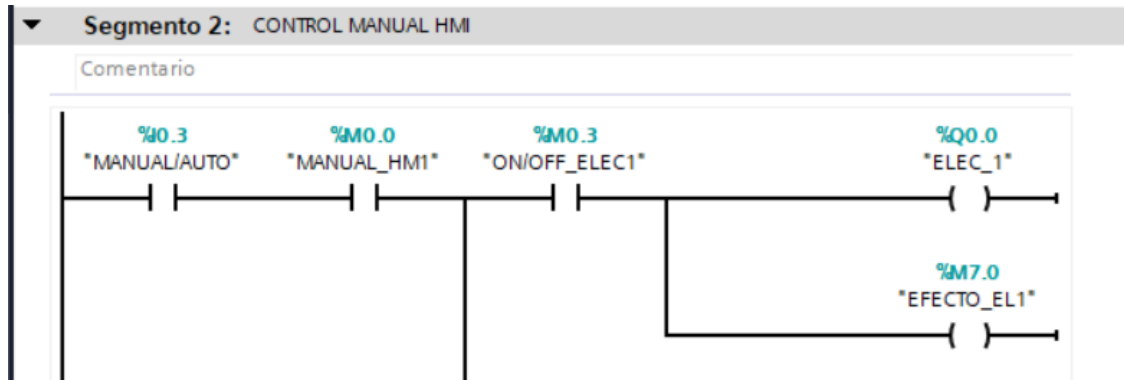 Segmento 2: CONTROL MANUAL HMI
Comentario
%I0.3 %M0.0 %M0.3 %Q0.0
"MANUAL/AUTO" "MANUAL_HM1" "ON/OFF_ELEC1" "ELEC_1"
%M7.0
"EFECTO_EL1"